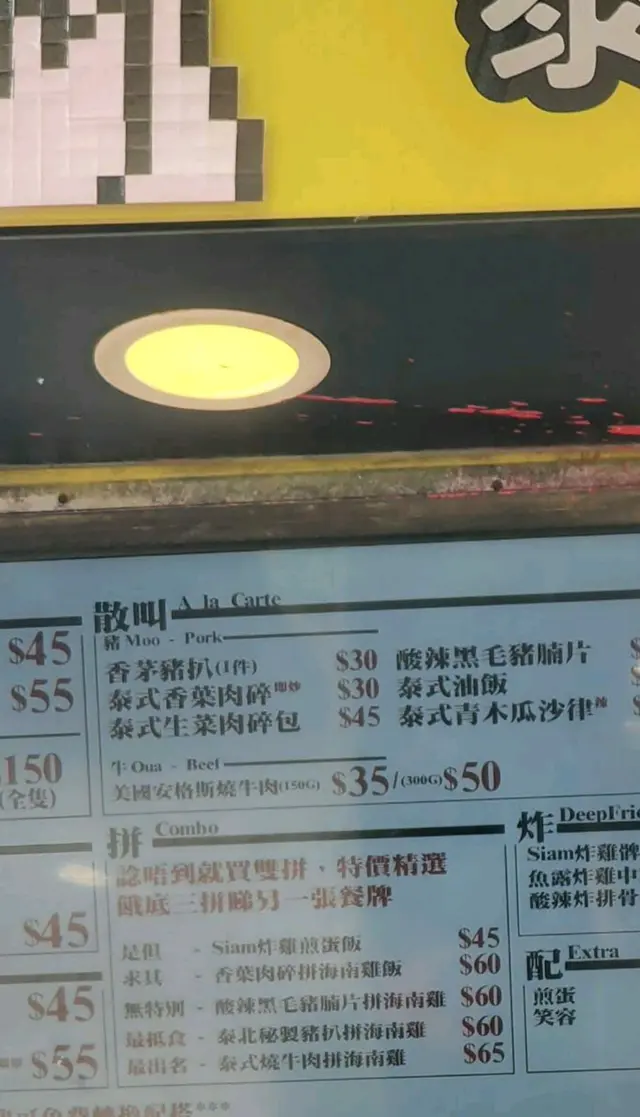 泰
散叫 A la Carte
豬 Moo - Pork
香茅豬扒(1件) $30
泰式香葉肉碎即炒 $30
泰式生菜肉碎包 $45
酸辣黑毛豬腩片
泰式油飯
泰式青木瓜沙律辣
牛 Oua - Beef
美國安格斯燒牛肉(150G) $35/(300G)$50
$45
$55
150
(全隻)
$45
$45
$55
拼 Combo
諗唔到就買雙拼、特價精選
餓底三拼睇另一張餐牌
是但 - Siam炸雞煎蛋飯 $45
求其 - 香葉肉碎拼海南雞飯 $60
無特別 - 酸辣黑毛豬腩片拼海南雞 $60
最抵食 - 泰北秘製豬扒拼海南雞 $60
最出名 - 泰式燒牛肉拼海南雞 $65
炸 DeepFrie
Siam炸雞髀
魚露炸雞中
酸辣炸排骨
配 Extra
煎蛋
笑容